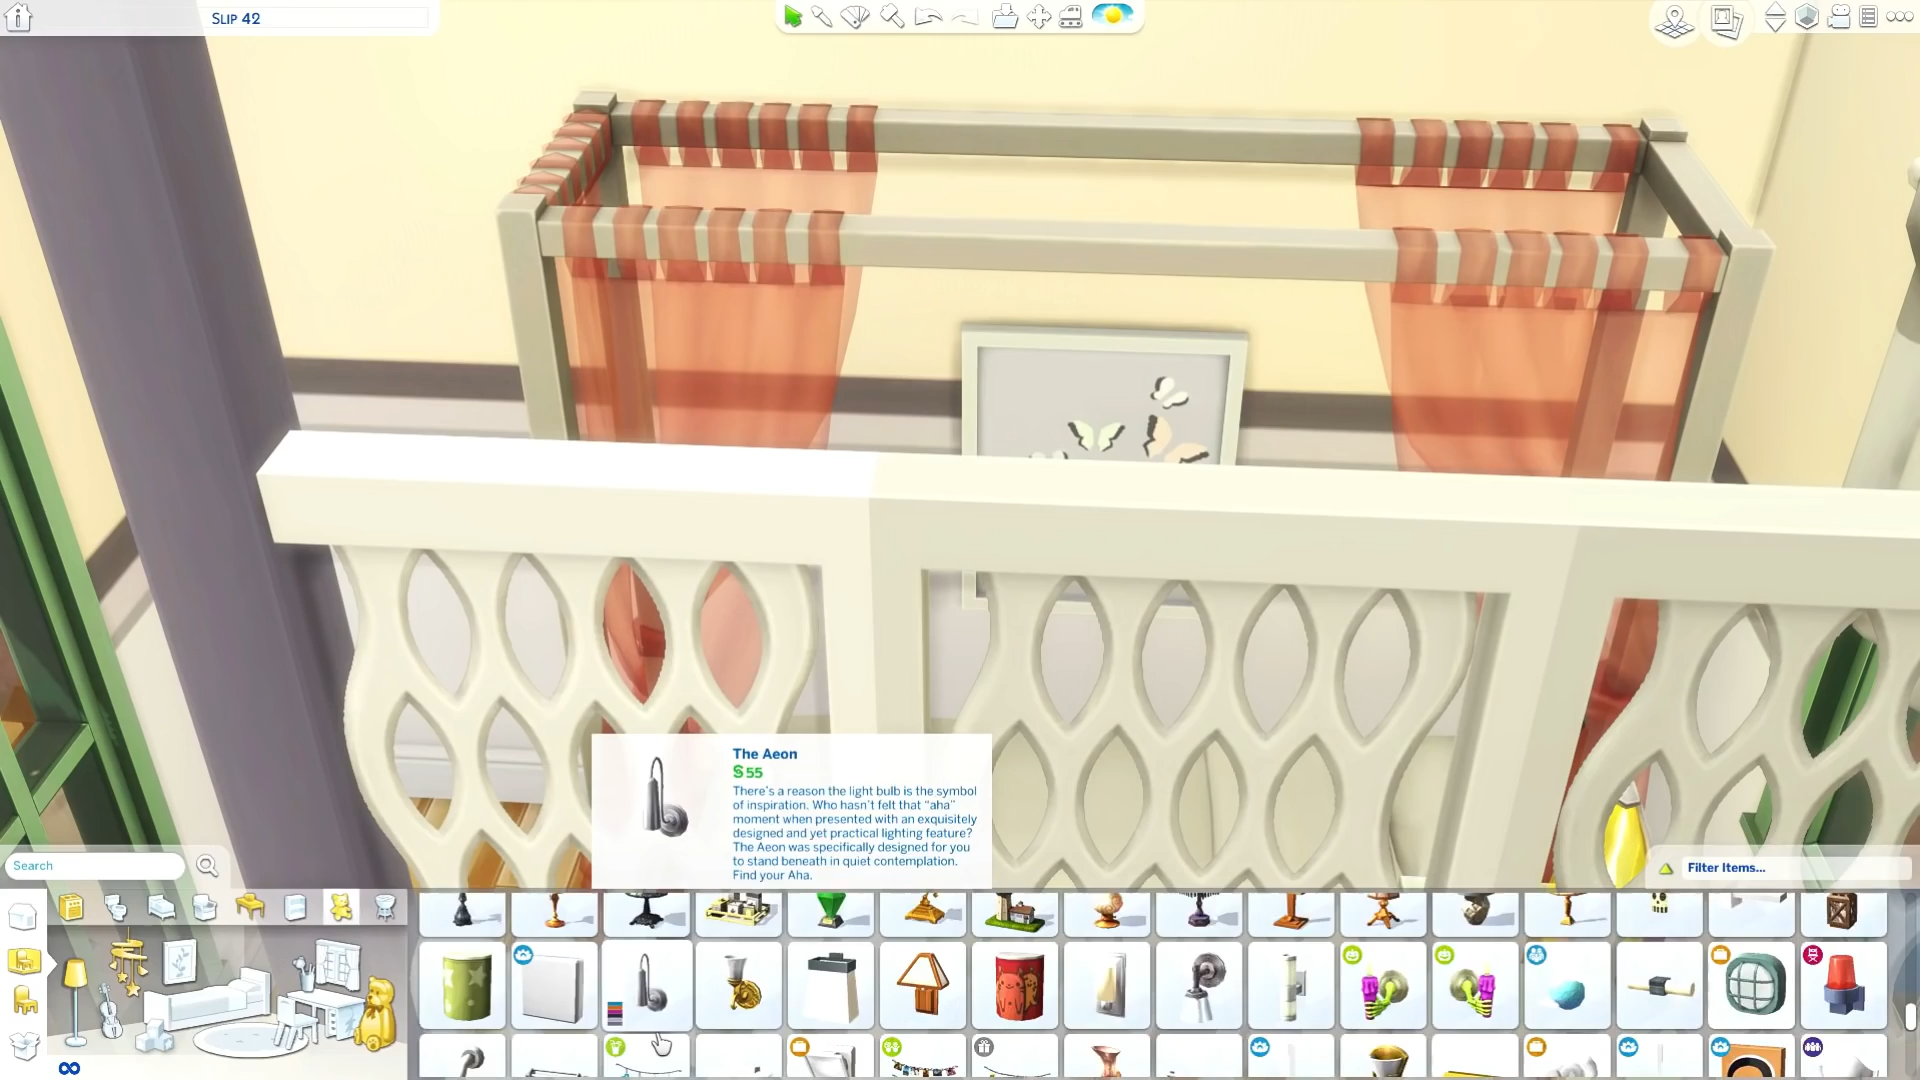 Slip 42
The Aeon
§55
There's a reason the light bulb is the symbol
of inspiration. Who hasn't felt that "aha"
moment when presented with an exquisitely
designed and yet practical lighting feature?
The Aeon was specifically designed for you
to stand beneath in quiet contemplation.
Find your Aha.
Search
Filter Items...